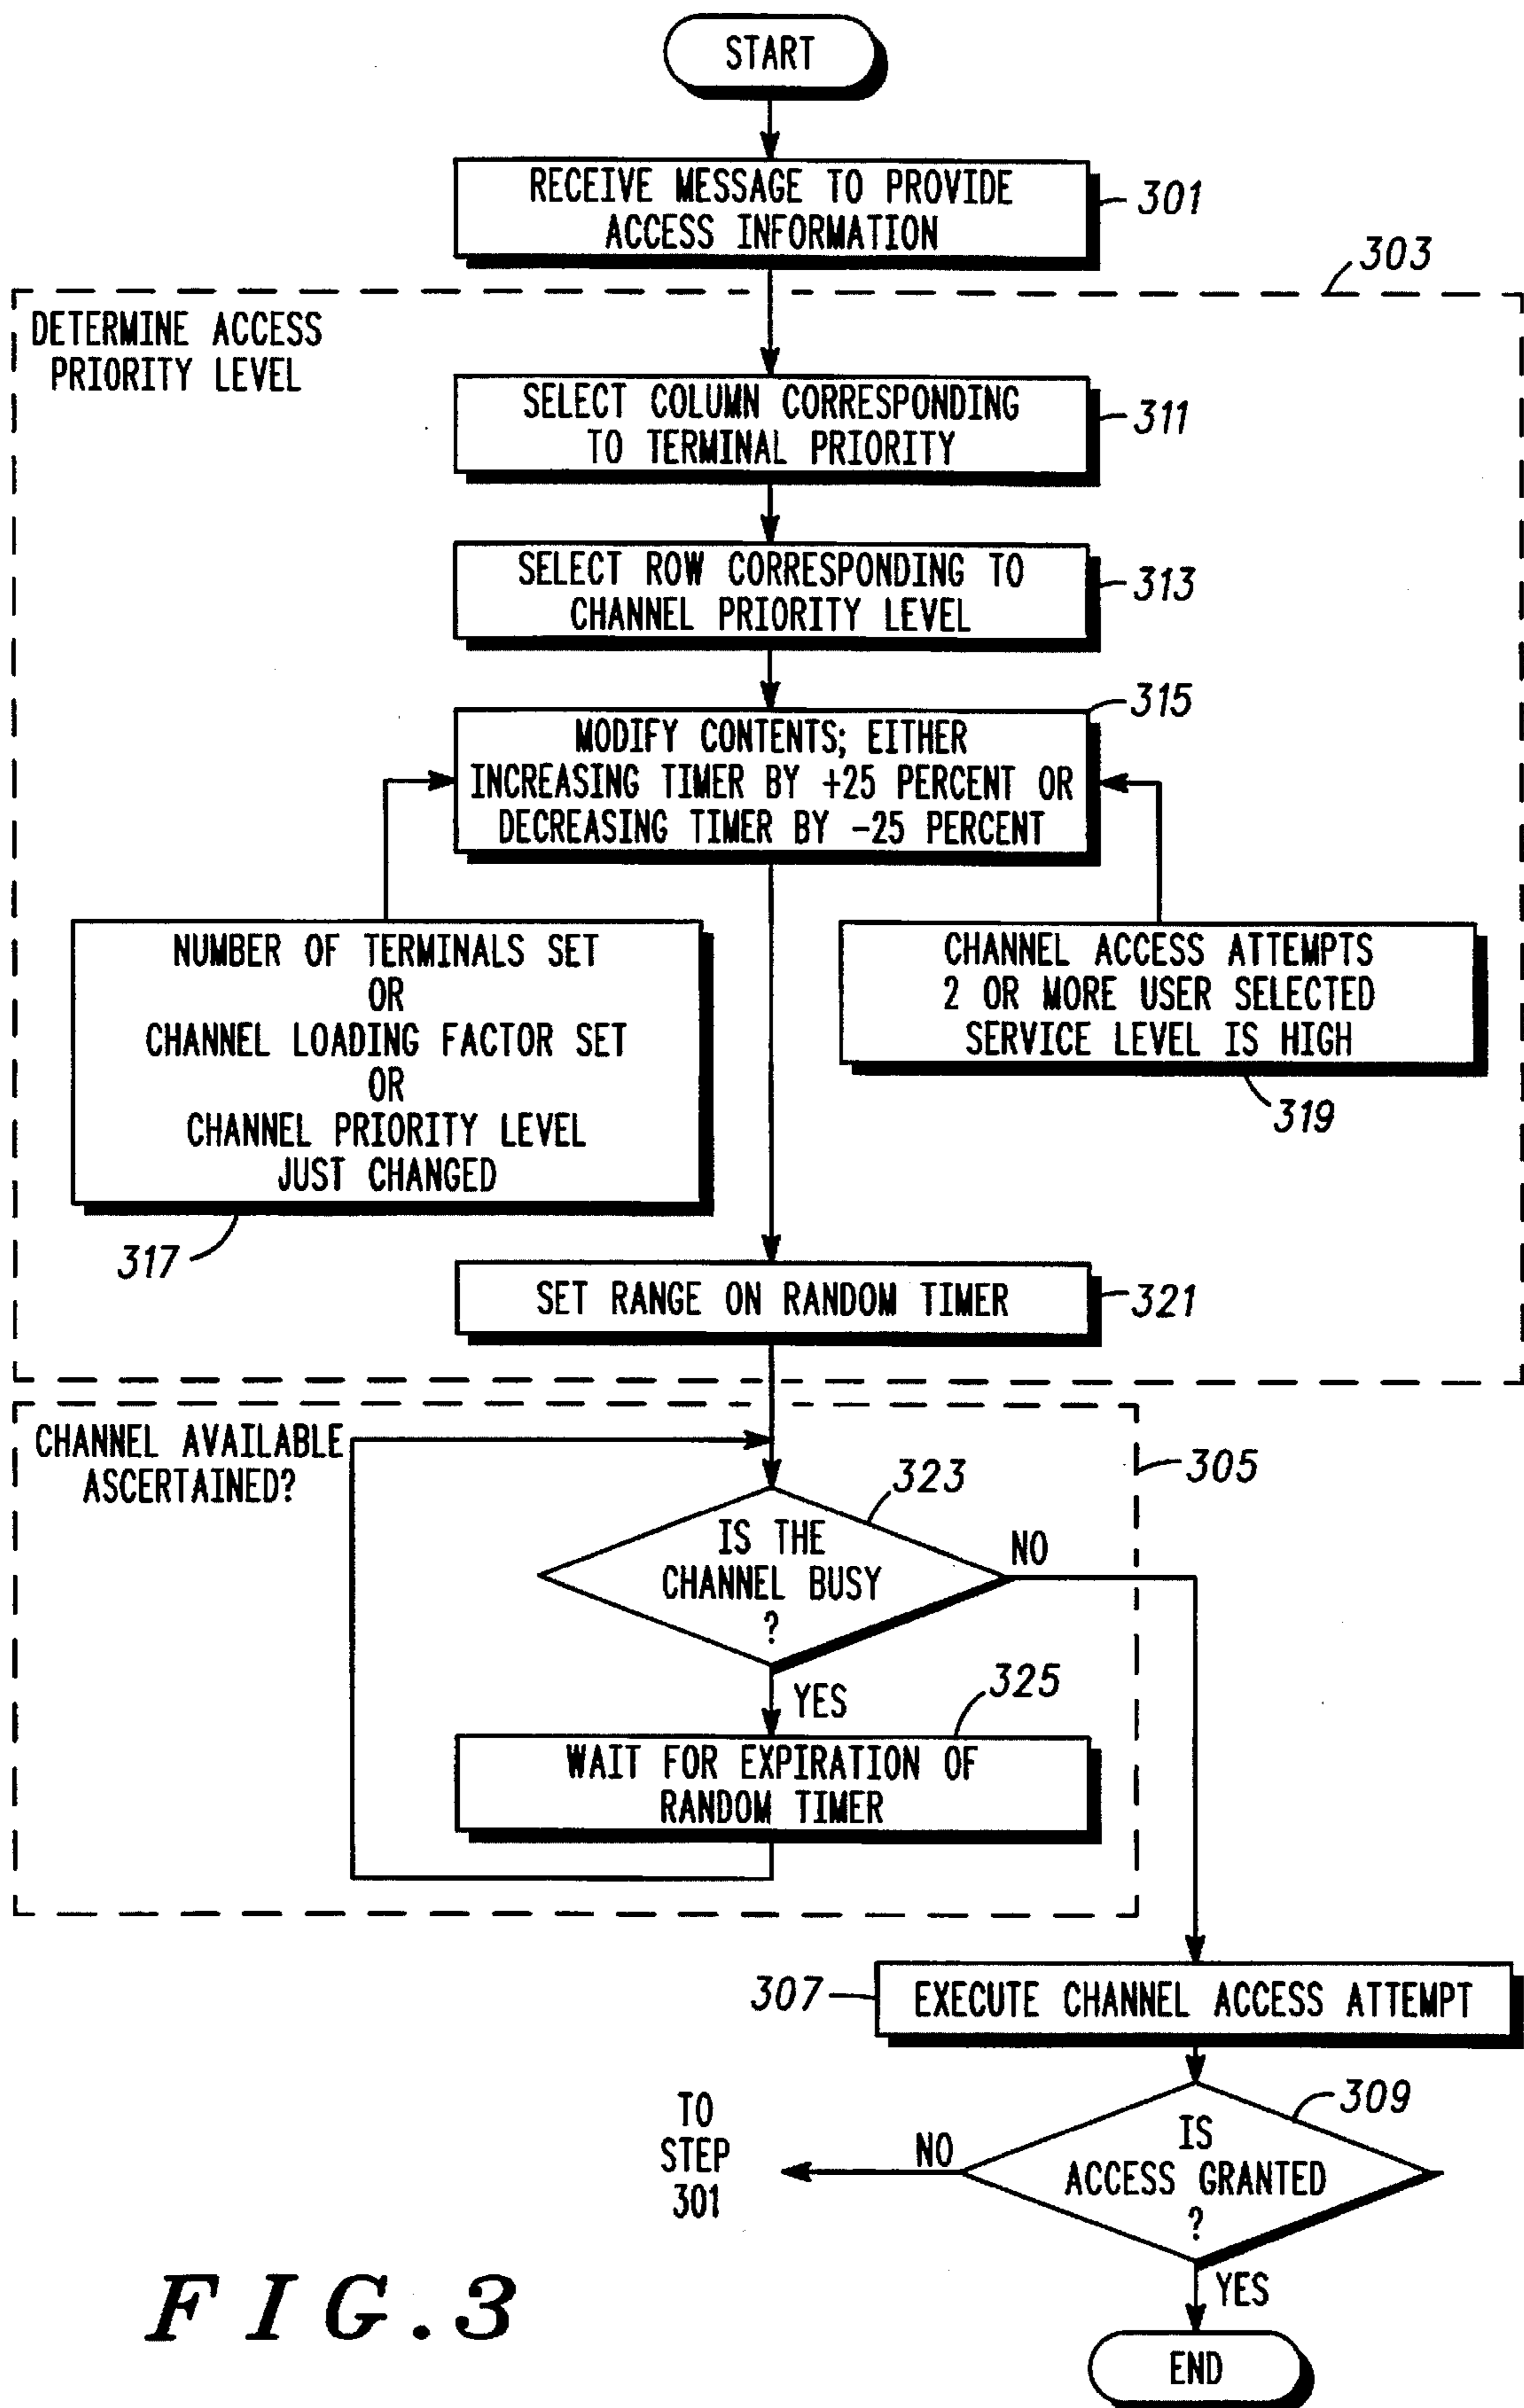 START
RECEIVE MESSAGE TO PROVIDE
ACCESS INFORMATION
301
303
DETERMINE ACCESS
PRIORITY LEVEL
SELECT COLUMN CORRESPONDING
TO TERMINAL PRIORITY
311
SELECT ROW CORRESPONDING TO
CHANNEL PRIORITY LEVEL
313
315
MODIFY CONTENTS; EITHER
INCREASING TIMER BY +25 PERCENT OR
DECREASING TIMER BY -25 PERCENT
NUMBER OF TERMINALS SET
OR
CHANNEL LOADING FACTOR SET
OR
CHANNEL PRIORITY LEVEL
JUST CHANGED
317
CHANNEL ACCESS ATTEMPTS
2 OR MORE USER SELECTED
SERVICE LEVEL IS HIGH
319
SET RANGE ON RANDOM TIMER
321
CHANNEL AVAILABLE
ASCERTAINED?
305
323
IS THE
CHANNEL BUSY
?
NO
YES
325
WAIT FOR EXPIRATION OF
RANDOM TIMER
307
EXECUTE CHANNEL ACCESS ATTEMPT
309
IS
ACCESS GRANTED
?
NO
TO
STEP
301
YES
END
FIG.3